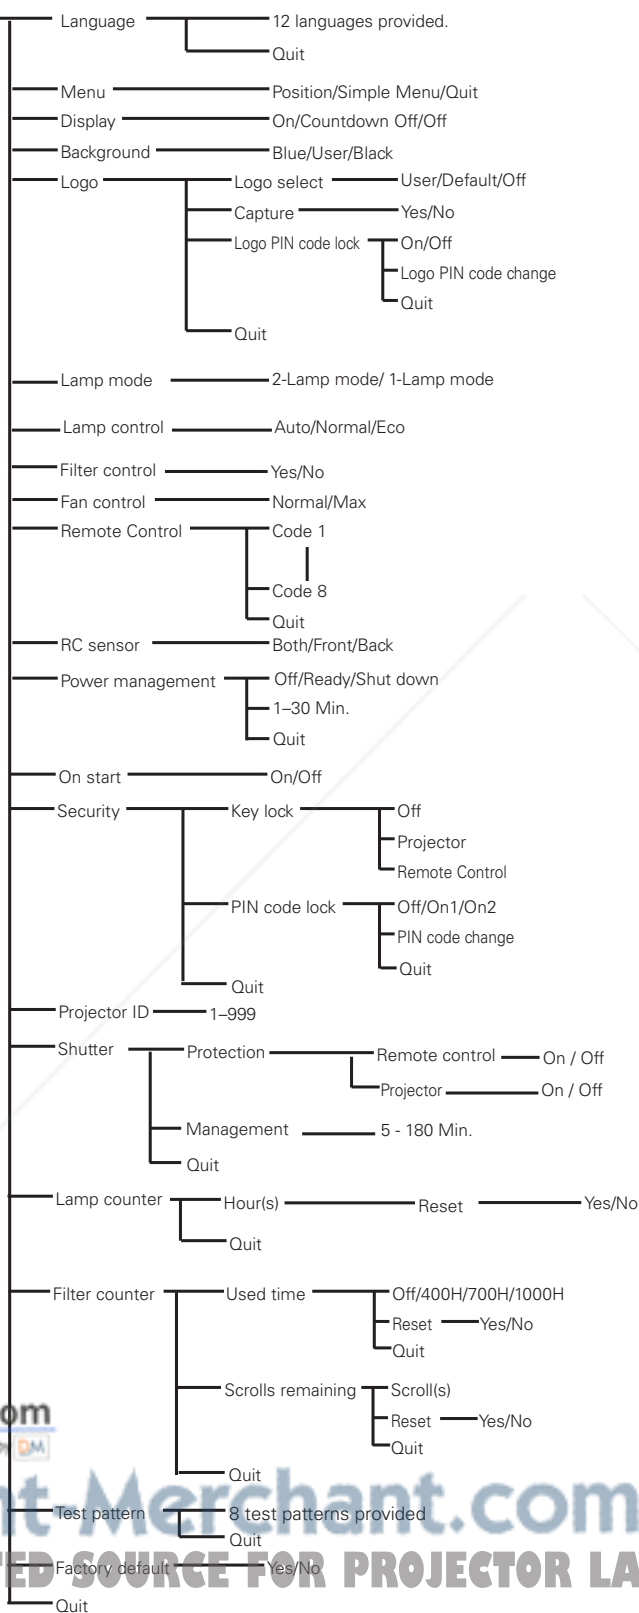 Language 12 languages provided.
Quit
Menu Position/Simple Menu/Quit
Display On/Countdown Off/Off
Background Blue/User/Black
Logo Logo select User/Default/Off
Capture Yes/No
Logo PIN code lock On/Off
Logo PIN code change
Quit
Quit
Lamp mode 2-Lamp mode/ 1-Lamp mode
Lamp control Auto/Normal/Eco
Filter control Yes/No
Fan control Normal/Max
Remote Control Code 1
Code 8
Quit
RC sensor Both/Front/Back
Power management Off/Ready/Shut down
1–30 Min.
Quit
On start On/Off
Security Key lock Off
Projector
Remote Control
PIN code lock Off/On1/On2
PIN code change
Quit
Quit
Projector ID 1–999
Shutter Protection Remote control On / Off
Projector On / Off
Management 5 - 180 Min.
Quit
Lamp counter Hour(s) Reset Yes/No
Quit
Filter counter Used time Off/400H/700H/1000H
Reset Yes/No
Quit
Scrolls remaining Scroll(s)
om
Reset Yes/No
DM
Quit
Quit
nt-Merchant.com
Test pattern 8 test patterns provided
Quit
TED SOURCE FOR PROJECTOR LA
Factory default Yes/No
Quit